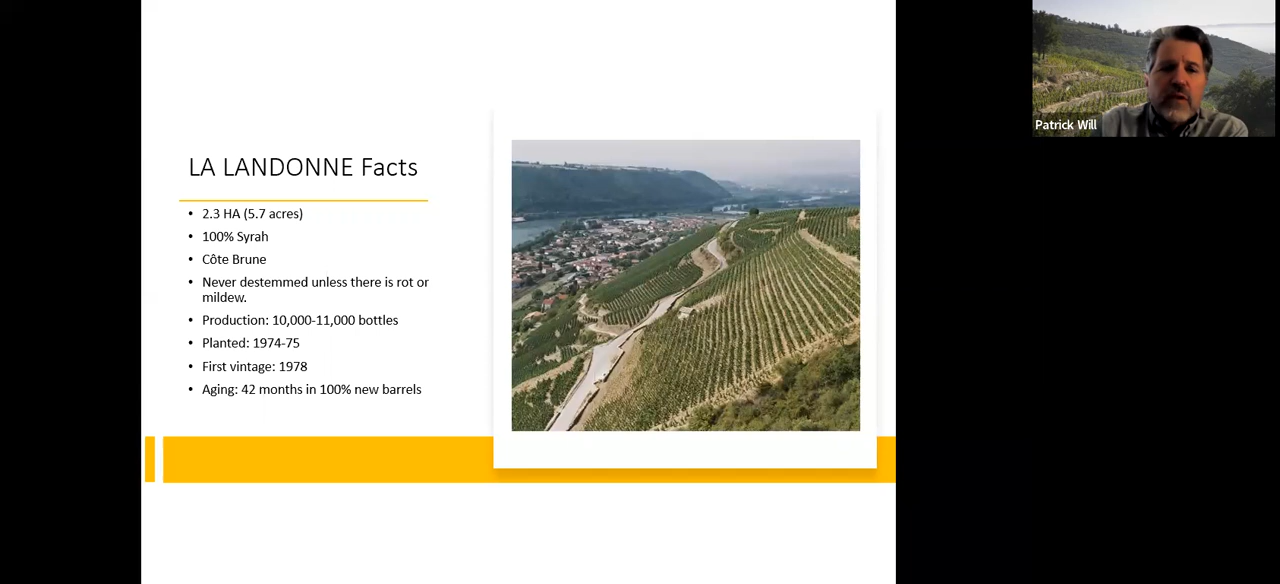 LA LANDONNE Facts
• 2.3 HA (5.7 acres)
• 100% Syrah
• Côte Brune
• Never destemmed unless there is rot or
mildew.
• Production: 10,000-11,000 bottles
• Planted: 1974-75
• First vintage: 1978
• Aging: 42 months in 100% new barrels
Patrick Will